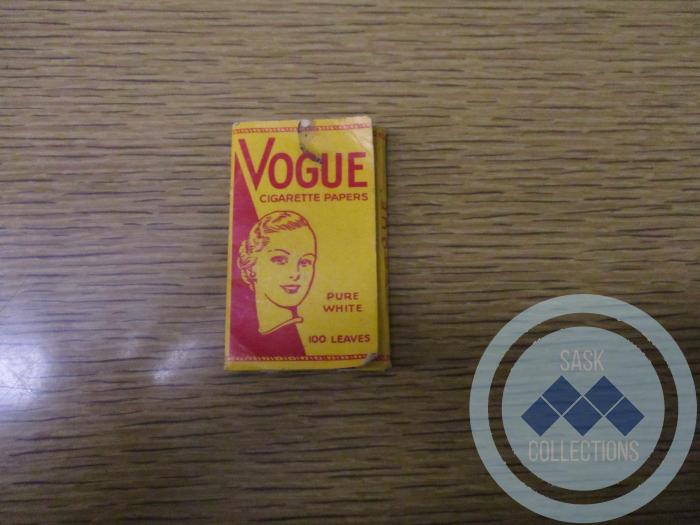 VOGUE
CIGARETTE PAPERS
PURE
WHITE
100 LEAVES
SASK
COLLECTIONS